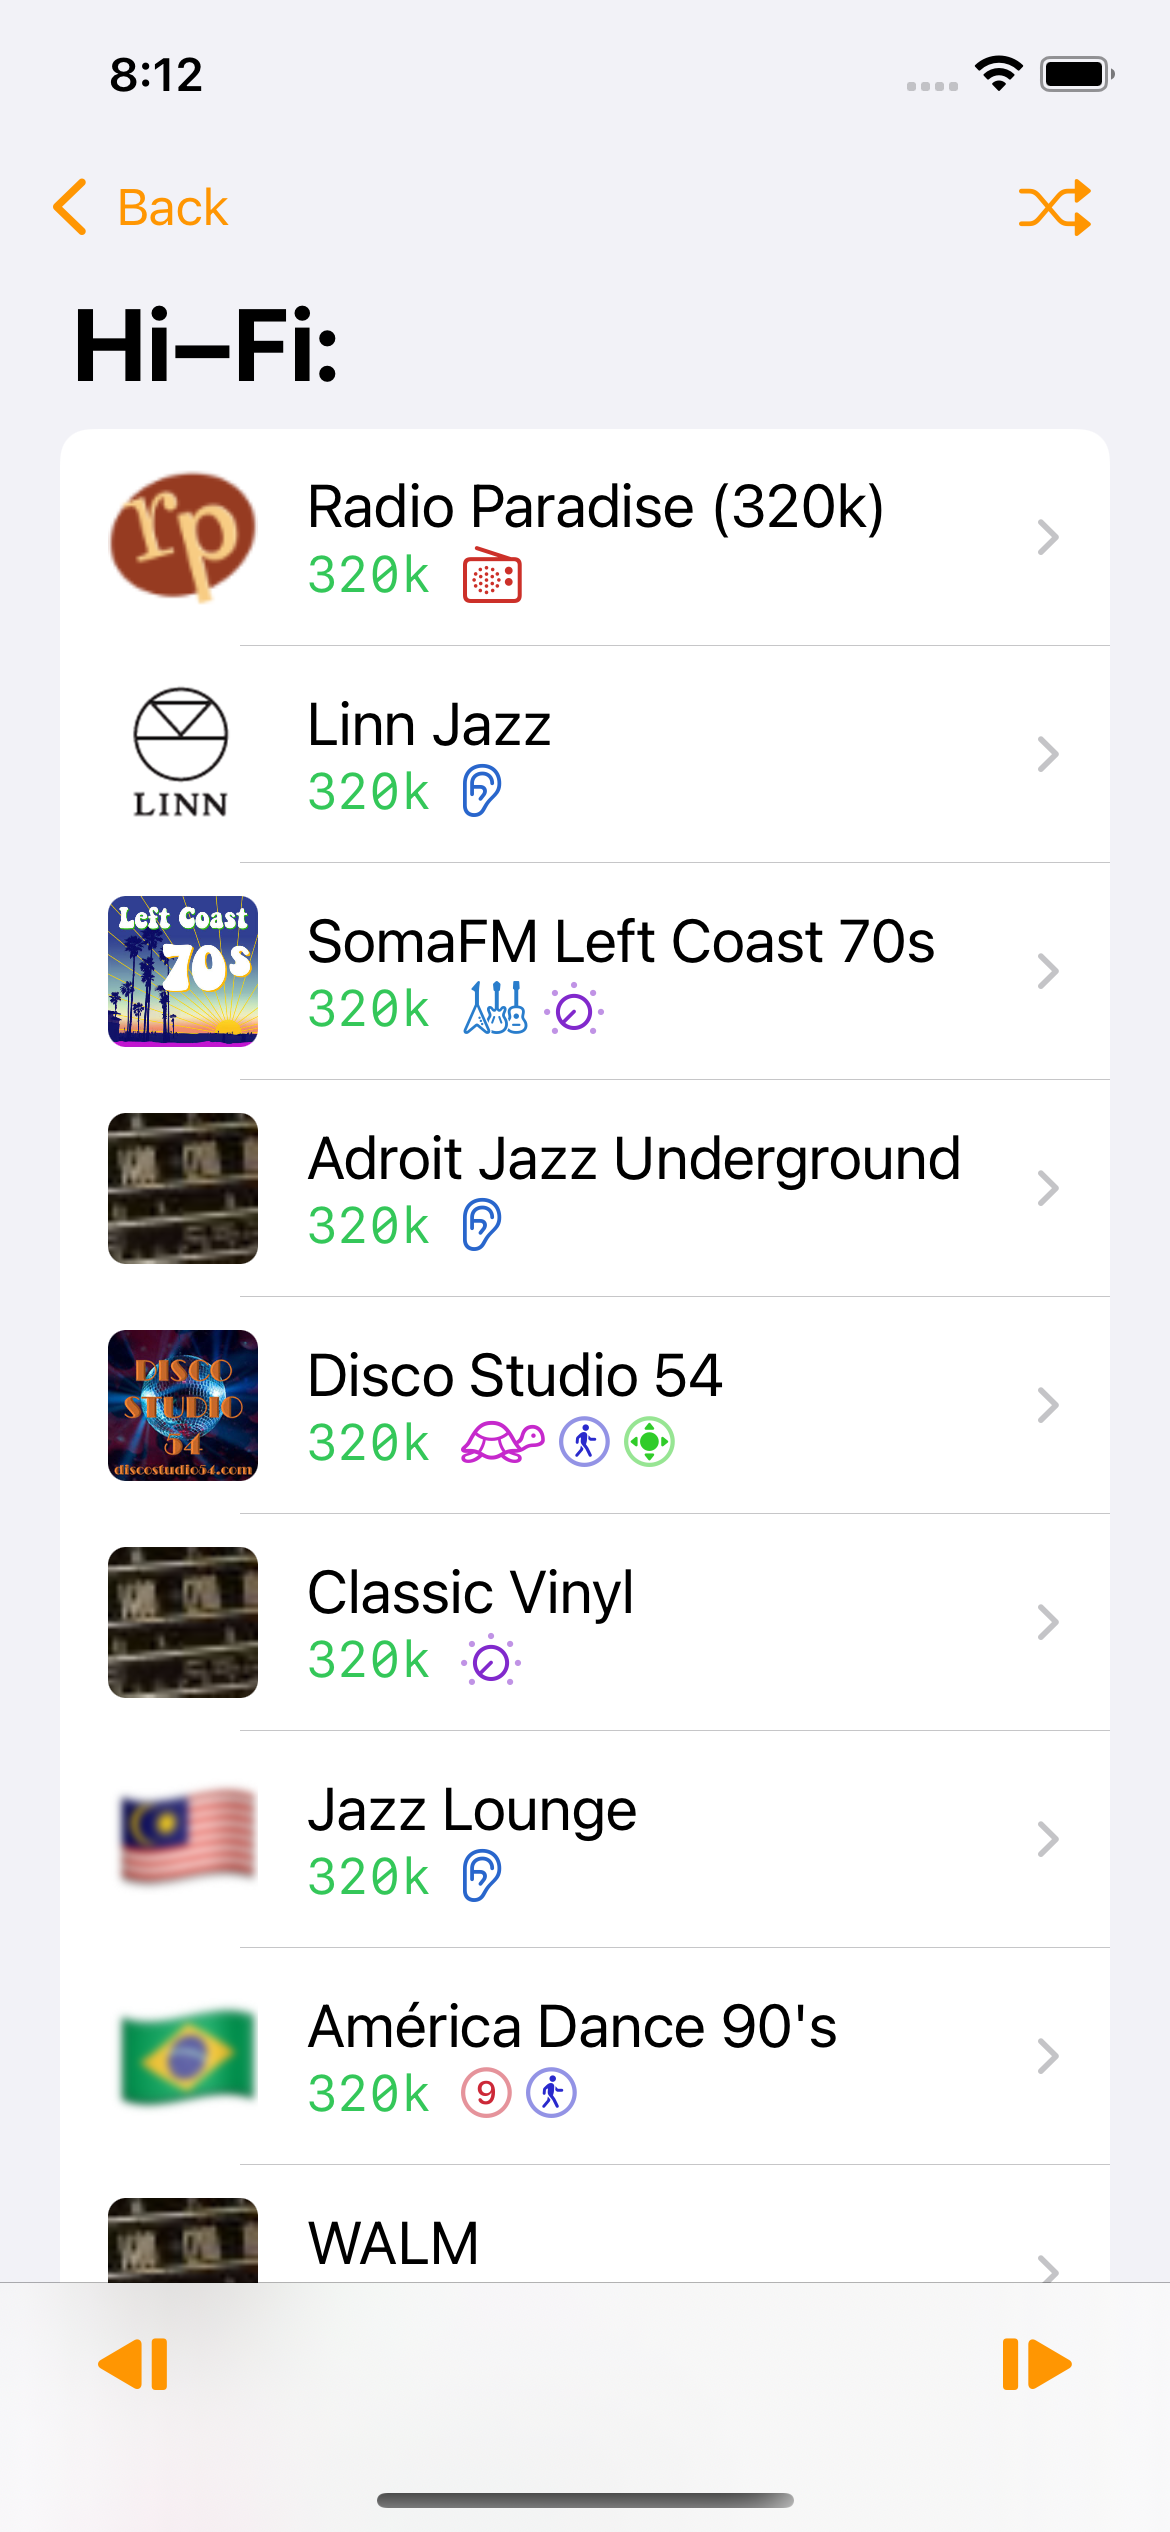 8:12
Back
Hi–Fi:
rp
Radio Paradise (320k)
320k
LINN
Linn Jazz
320k
Left Coast
70s
SomaFM Left Coast 70s
320k
Adroit Jazz Underground
320k
DISCO
STUDIO
54
discostudio54.com
Disco Studio 54
320k
Classic Vinyl
320k
Jazz Lounge
320k
América Dance 90's
320k 9
WALM